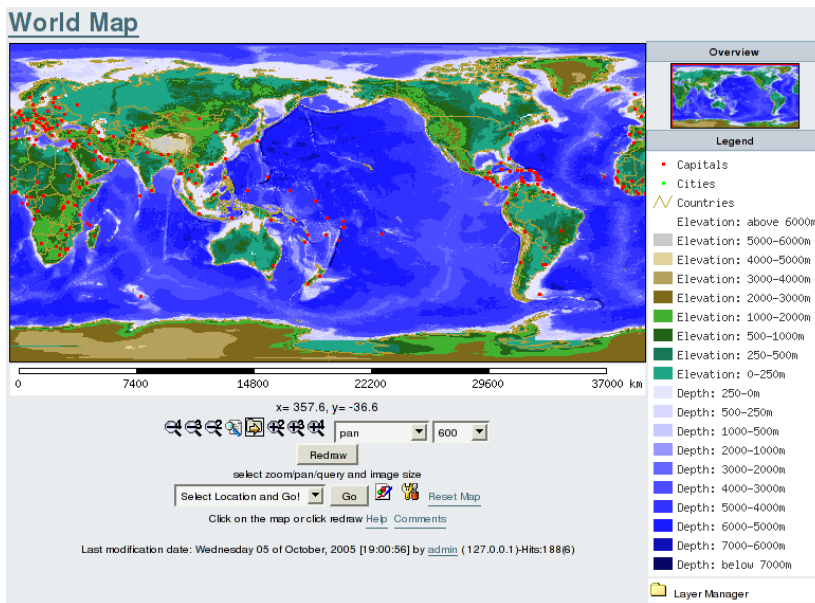 World Map
Overview
Legend
Capitals
Cities
Countries
Elevation: above 6000m
Elevation: 5000-6000m
Elevation: 4000-5000m
Elevation: 3000-4000m
Elevation: 2000-3000m
Elevation: 1000-2000m
Elevation: 500-1000m
Elevation: 250-500m
Elevation: 0-250m
Depth: 250-0m
Depth: 500-250m
Depth: 1000-500m
Depth: 2000-1000m
Depth: 3000-2000m
Depth: 4000-3000m
Depth: 5000-4000m
Depth: 6000-5000m
Depth: 7000-6000m
Depth: below 7000m
Layer Manager
0 7400 14800 22200 29600 37000 km
x= 357.6, y= -36.6
-4 -3 -2 +2 +3 +4 pan 600
Redraw
select zoom/pan/query and image size
Select Location and Go! Go Reset Map
Click on the map or click redraw Help Comments
Last modification date: Wednesday 05 of October, 2005 [19:00:56] by admin ( 127.0.0.1)-Hits:188(6)